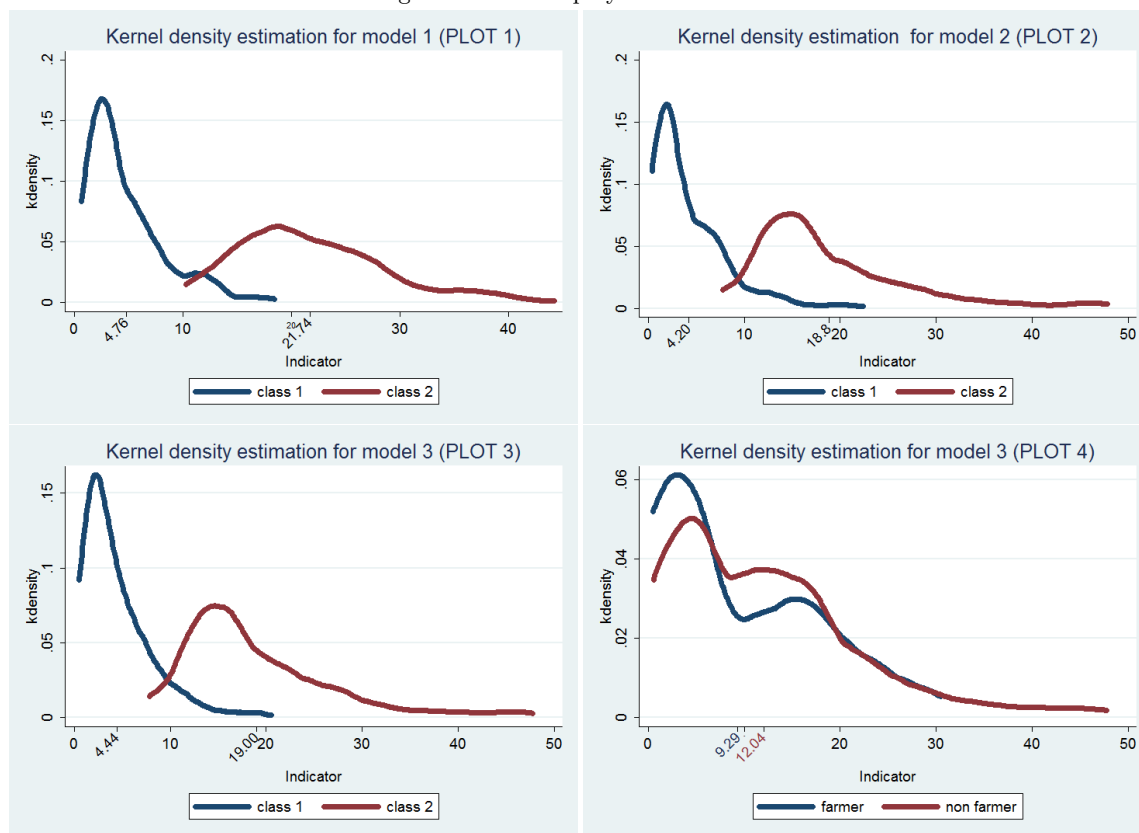 Kernel density estimation for model 1 (PLOT 1)
kdensity
.2
.15
.1
.05
0
0
4.76
10
20
21.74
30
40
Indicator
class 1
class 2
Kernel density estimation for model 2 (PLOT 2)
kdensity
.2
.15
.1
.05
0
0
4.20
10
18.8
20
30
40
50
Indicator
class 1
class 2
Kernel density estimation for model 3 (PLOT 3)
kdensity
.15
.1
.05
0
0
4.44
10
19.00
20
30
40
50
Indicator
class 1
class 2
Kernel density estimation for model 3 (PLOT 4)
kdensity
.06
.04
.02
0
0
9.29
12.04
20
30
40
50
Indicator
farmer
non farmer